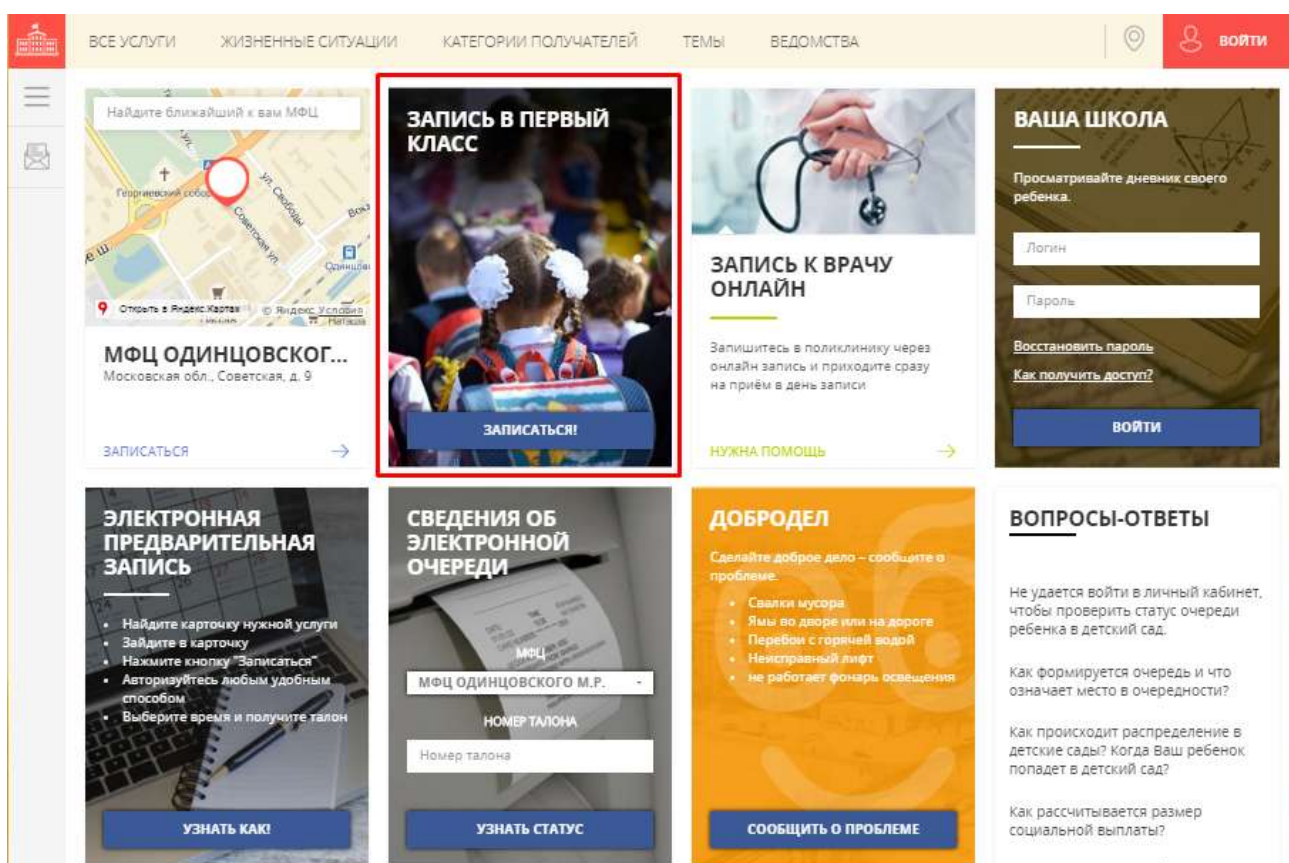 ВСЕ УСЛУГИ ЖИЗНЕННЫЕ СИТУАЦИИ КАТЕГОРИИ ПОЛУЧАТЕЛЕЙ ТЕМЫ ВЕДОМСТВА ВОЙТИ
Найдите ближайший к вам МФЦ
Георгиевский собор
ул. Свободы
Советская ул.
Открыть в Яндекс.Картах © Яндекс Условия
Наташа
МФЦ ОДИНЦОВСКОГ...
Московская обл., Советская, д. 9
ЗАПИСАТЬСЯ
ЗАПИСЬ В ПЕРВЫЙ
КЛАСС
ЗАПИСАТЬСЯ!
ЗАПИСЬ К ВРАЧУ
ОНЛАЙН
Запишитесь в поликлинику через
онлайн запись и приходите сразу
на приём в день записи
НУЖНА ПОМОЩЬ
ВАША ШКОЛА
Просматривайте дневник своего
ребенка.
Логин
Пароль
Восстановить пароль
Как получить доступ?
ВОЙТИ
ЭЛЕКТРОННАЯ
ПРЕДВАРИТЕЛЬНАЯ
ЗАПИСЬ
• Найдите карточку нужной услуги
• Зайдите в карточку
• Нажмите кнопку "Записаться"
• Авторизуйтесь любым удобным
способом
• Выберите время и получите талон
УЗНАТЬ КАК!
СВЕДЕНИЯ ОБ
ЭЛЕКТРОННОЙ
ОЧЕРЕДИ
МФЦ
МФЦ ОДИНЦОВСКОГО М.Р.
НОМЕР ТАЛОНА
Номер талона
УЗНАТЬ СТАТУС
ДОБРОДЕЛ
Сделайте доброе дело – сообщите о
проблеме.
• Свалки мусора
• Ямы во дворе или на дороге
• Перебои с горячей водой
• Неисправный лифт
• не работает фонарь освещения
СООБЩИТЬ О ПРОБЛЕМЕ
ВОПРОСЫ-ОТВЕТЫ
Не удается войти в личный кабинет,
чтобы проверить статус очереди
ребенка в детский сад.
Как формируется очередь и что
означает место в очередности?
Как происходит распределение в
детские сады? Когда Ваш ребенок
попадет в детский сад?
Как рассчитывается размер
социальной выплаты?